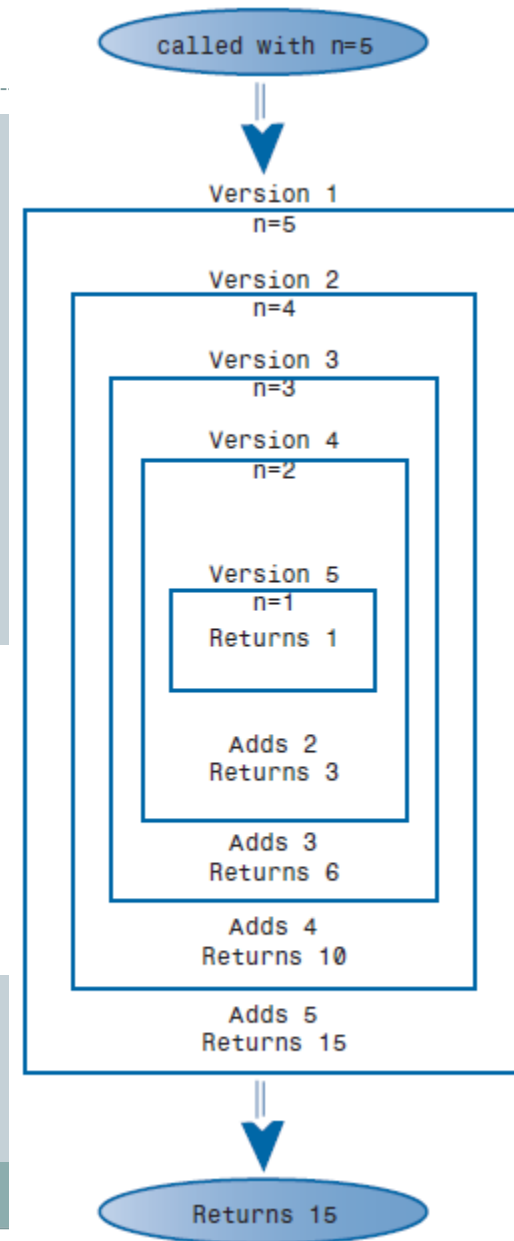 called with n=5
Version 1
n=5
Version 2
n=4
Version 3
n=3
Version 4
n=2
Version 5
n=1
Returns 1
Adds 2
Returns 3
Adds 3
Returns 6
Adds 4
Returns 10
Adds 5
Returns 15
Returns 15